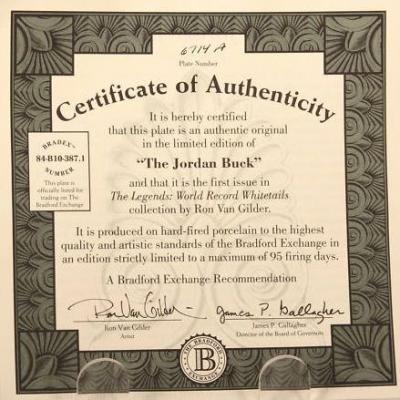 6714 A
Plate Number
Certificate of Authenticity
It is hereby certified
that this plate is an authentic original
in the limited edition of
“The Jordan Buck”
and that it is the first issue in
The Legends: World Record Whitetails
collection by Ron Van Gilder.
BRADEX
84-B10-387.1
NUMBER
This plate is
officially listed for
trading on The
Bradford Exchange
It is produced on hard-fired porcelain to the highest
quality and artistic standards of the Bradford Exchange in
an edition strictly limited to a maximum of 95 firing days.
A Bradford Exchange Recommendation
Ron Van Gilder
James P. Gallagher
Ron Van Gilder
Artist
James P. Gallagher
Director of the Board of Governors
THE BRADFORD
B
EXCHANGE